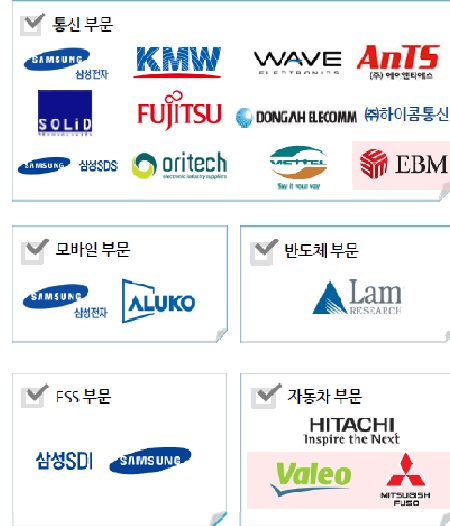 통신 부문
SAMSUNG
삼성전자
KMW
WAVE
ELECTRONICS
AnTS
(주) 에이앤티에스
SOLiD
FUJITSU
DONGAH ELECOMM
㈜하이콤통신
SAMSUNG 삼성SDS
oritech
electronic industry suppliers
VIETTEL
Say it your way
EBM
모바일 부문
SAMSUNG
삼성전자
ALUKO
반도체 부문
Lam
RESEARCH
ESS 부문
삼성SDI
SAMSUNG
자동차 부문
HITACHI
Inspire the Next
Valeo
MITSUBISHI
FUSO